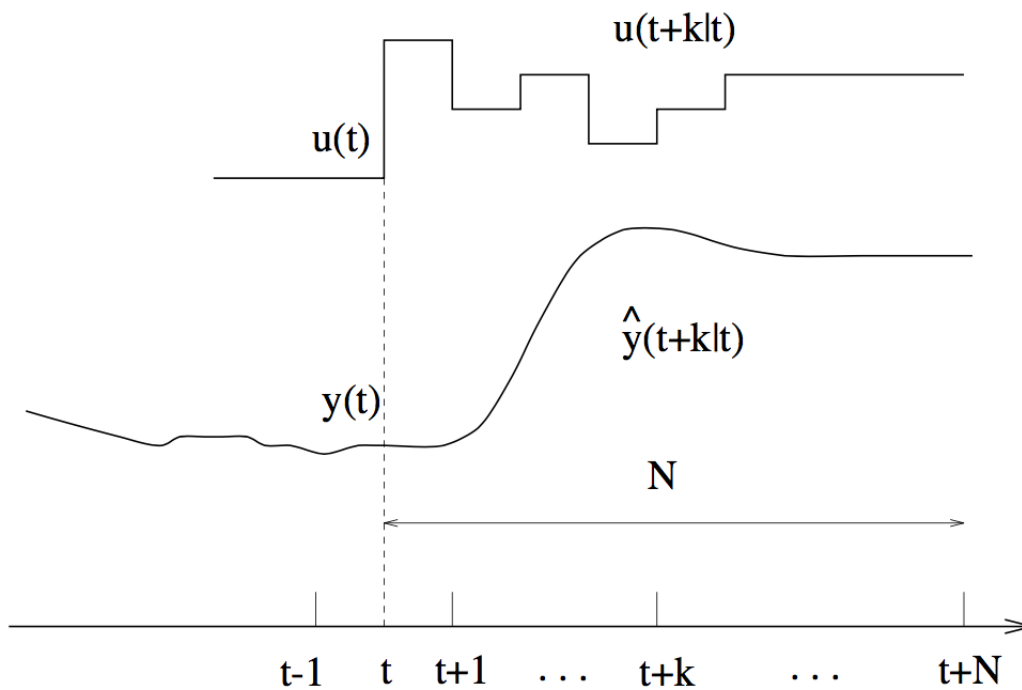 u(t+k|t)
u(t)
ŷ(t+k|t)
y(t)
N
t-1 t t+1 ... t+k ... t+N